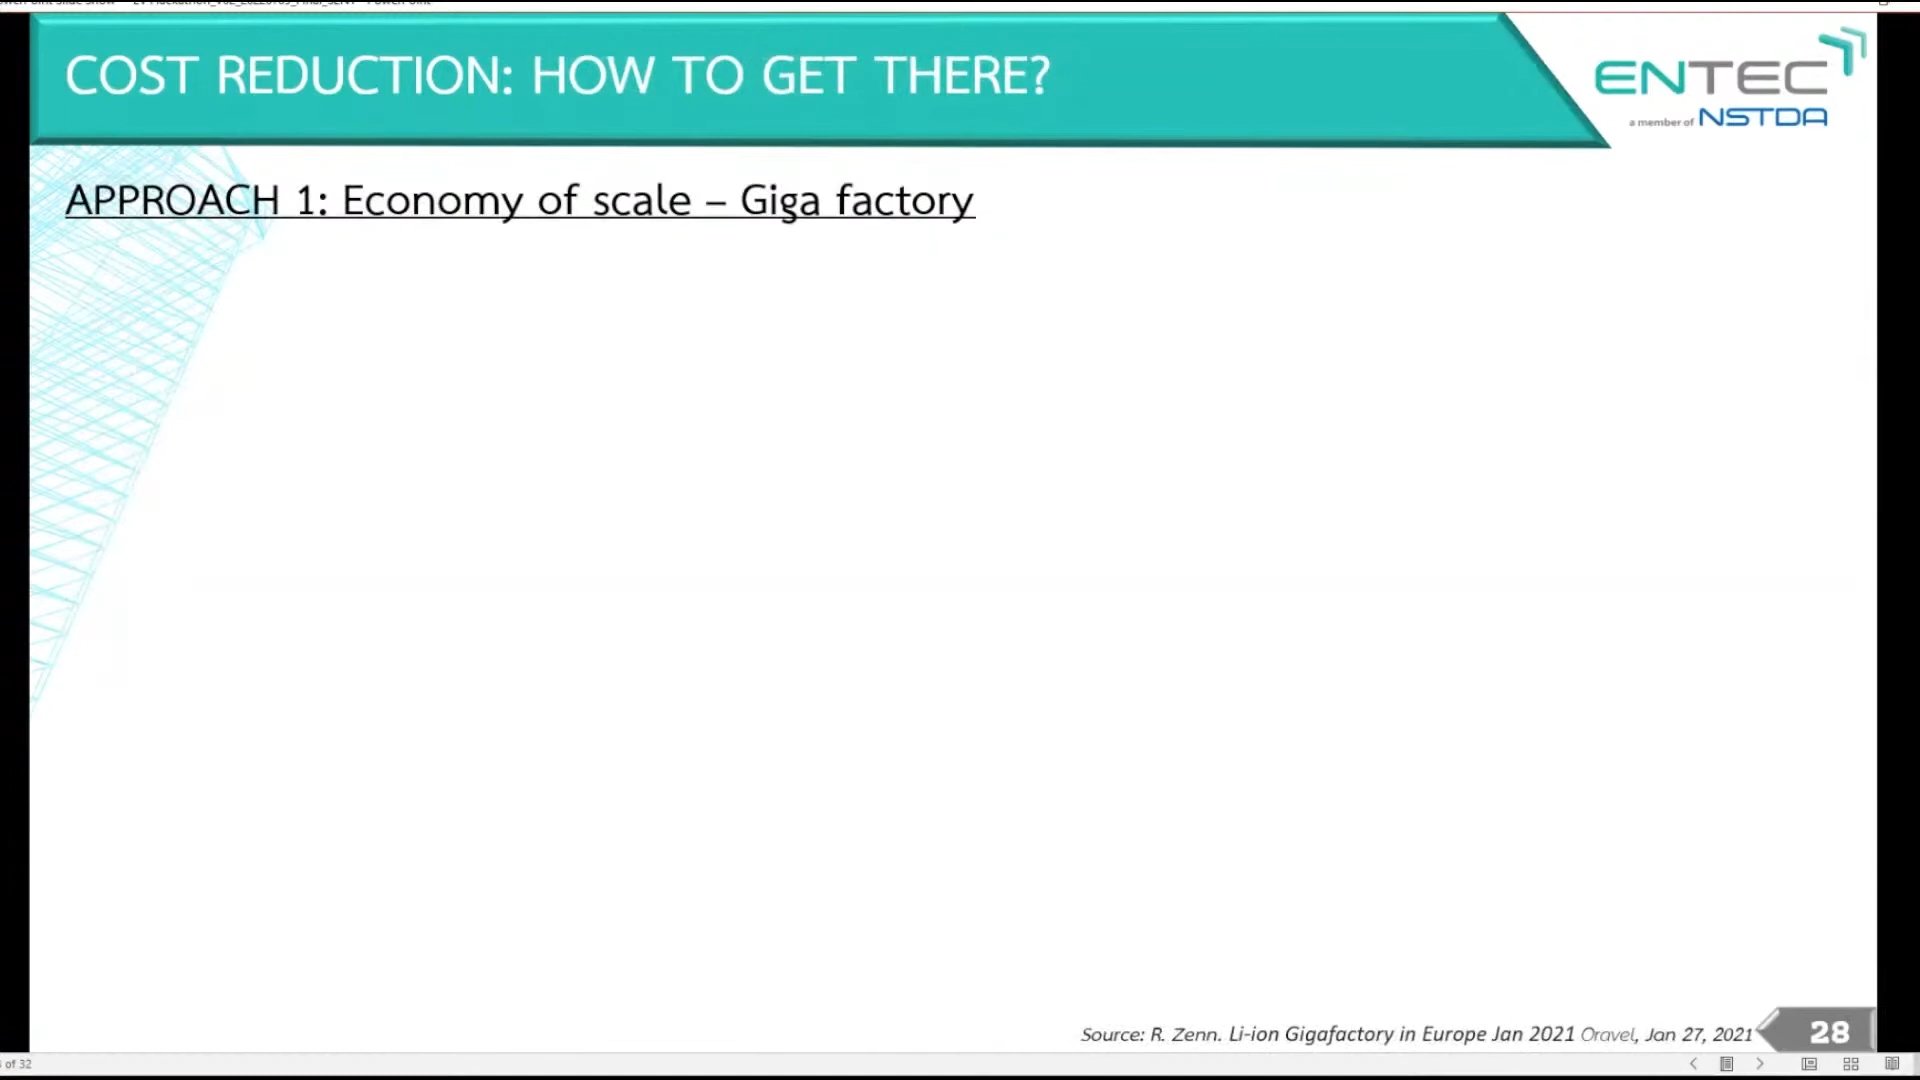 COST REDUCTION: HOW TO GET THERE?
ENTEC
a member of NSTDA
APPROACH 1: Economy of scale – Giga factory
Source: R. Zenn. Li-ion Gigafactory in Europe Jan 2021 Oravel, Jan 27, 2021
28
of 32